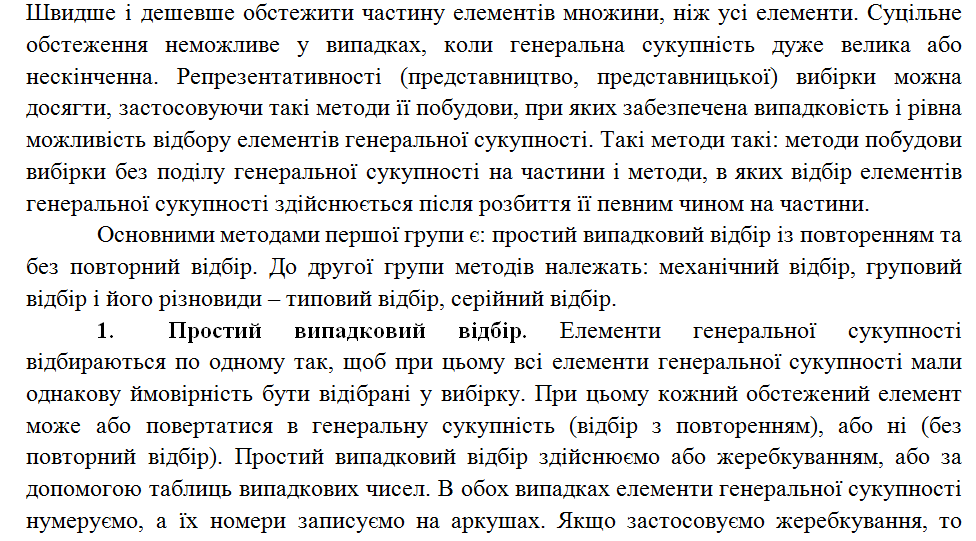 Швидше і дешевше обстежити частину елементів множини, ніж усі елементи. Суцільне
обстеження неможливе у випадках, коли генеральна сукупність дуже велика або
нескінченна. Репрезентативності (представництво, представницької) вибірки можна
досягти, застосовуючи такі методи її побудови, при яких забезпечена випадковість і рівна
можливість відбору елементів генеральної сукупності. Такі методи такі: методи побудови
вибірки без поділу генеральної сукупності на частини і методи, в яких відбір елементів
генеральної сукупності здійснюється після розбиття її певним чином на частини.
Основними методами першої групи є: простий випадковий відбір із повторенням та
без повторний відбір. До другої групи методів належать: механічний відбір, груповий
відбір і його різновиди – типовий відбір, серійний відбір.
1. Простий випадковий відбір. Елементи генеральної сукупності
відбираються по одному так, щоб при цьому всі елементи генеральної сукупності мали
однакову ймовірність бути відібрані у вибірку. При цьому кожний обстежений елемент
може або повертатися в генеральну сукупність (відбір з повторенням), або ні (без
повторний відбір). Простий випадковий відбір здійснюємо або жеребкуванням, або за
допомогою таблиць випадкових чисел. В обох випадках елементи генеральної сукупності
нумеруємо, а їх номери записуємо на аркушах. Якщо застосовуємо жеребкування, то